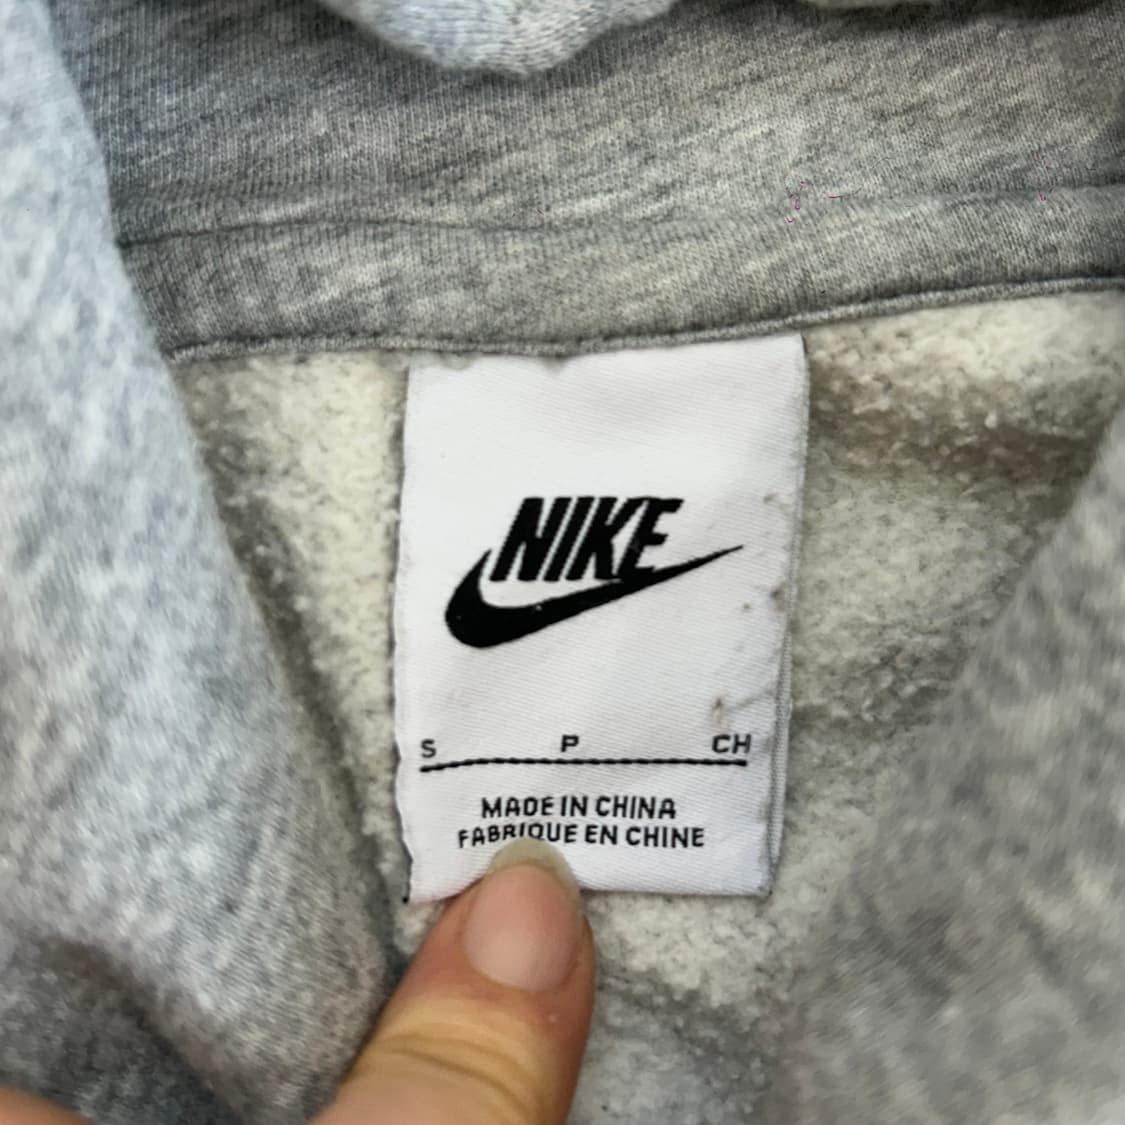 NIKE
S P CH
MADE IN CHINA
FABRIQUE EN CHINE